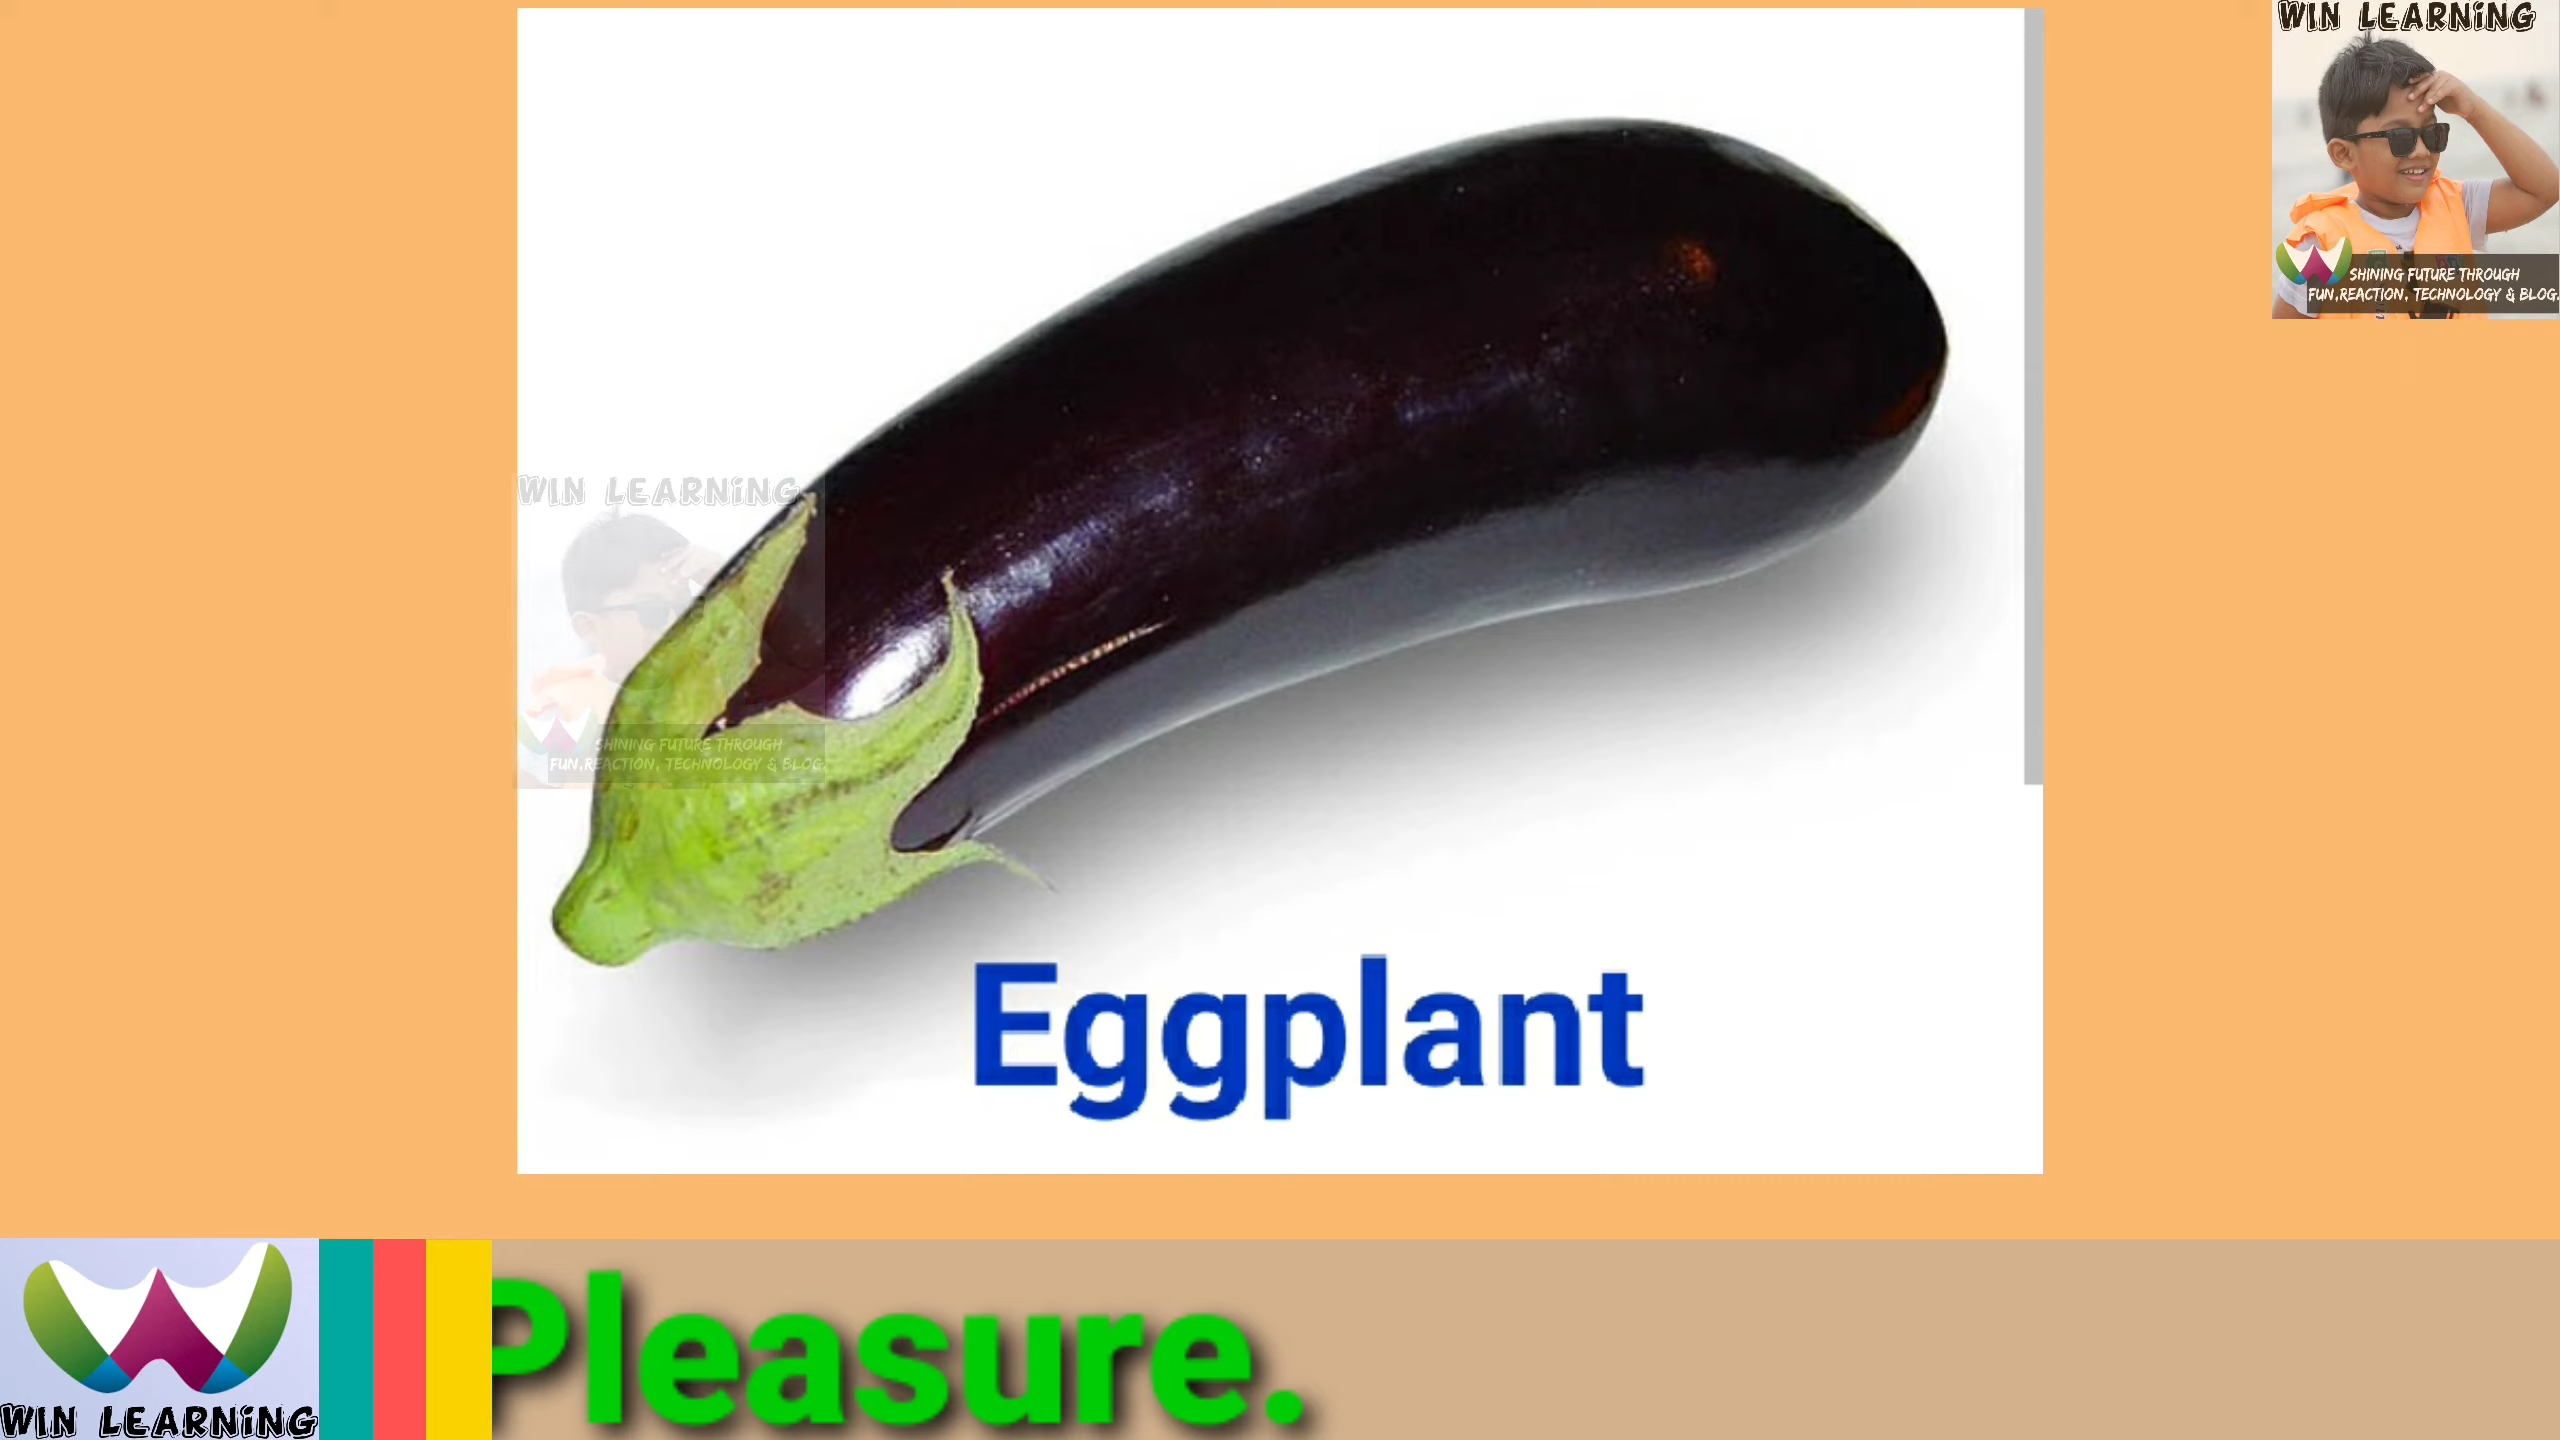 WIN LEARNING
SHINING FUTURE THROUGH
FUN,REACTION, TECHNOLOGY & BLOG.
WIN LEARNING
SHINING FUTURE THROUGH
FUN,REACTION, TECHNOLOGY & BLOG.
Eggplant
Pleasure.
WIN LEARNING